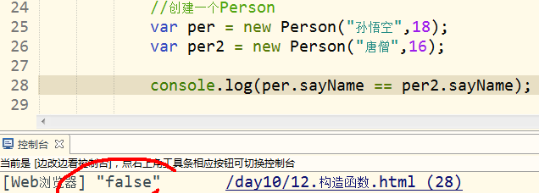 24 //创建一个Person
25 var per = new Person("孙悟空",18);
26 var per2 = new Person("唐僧",16);
27
28 console.log(per.sayName == per2.sayName);
29
控制台
当前是 [边改边看控制台]，点右上角工具条相应按钮可切换控制台
[Web浏览器] "false" /day10/12.构造函数.html (28)